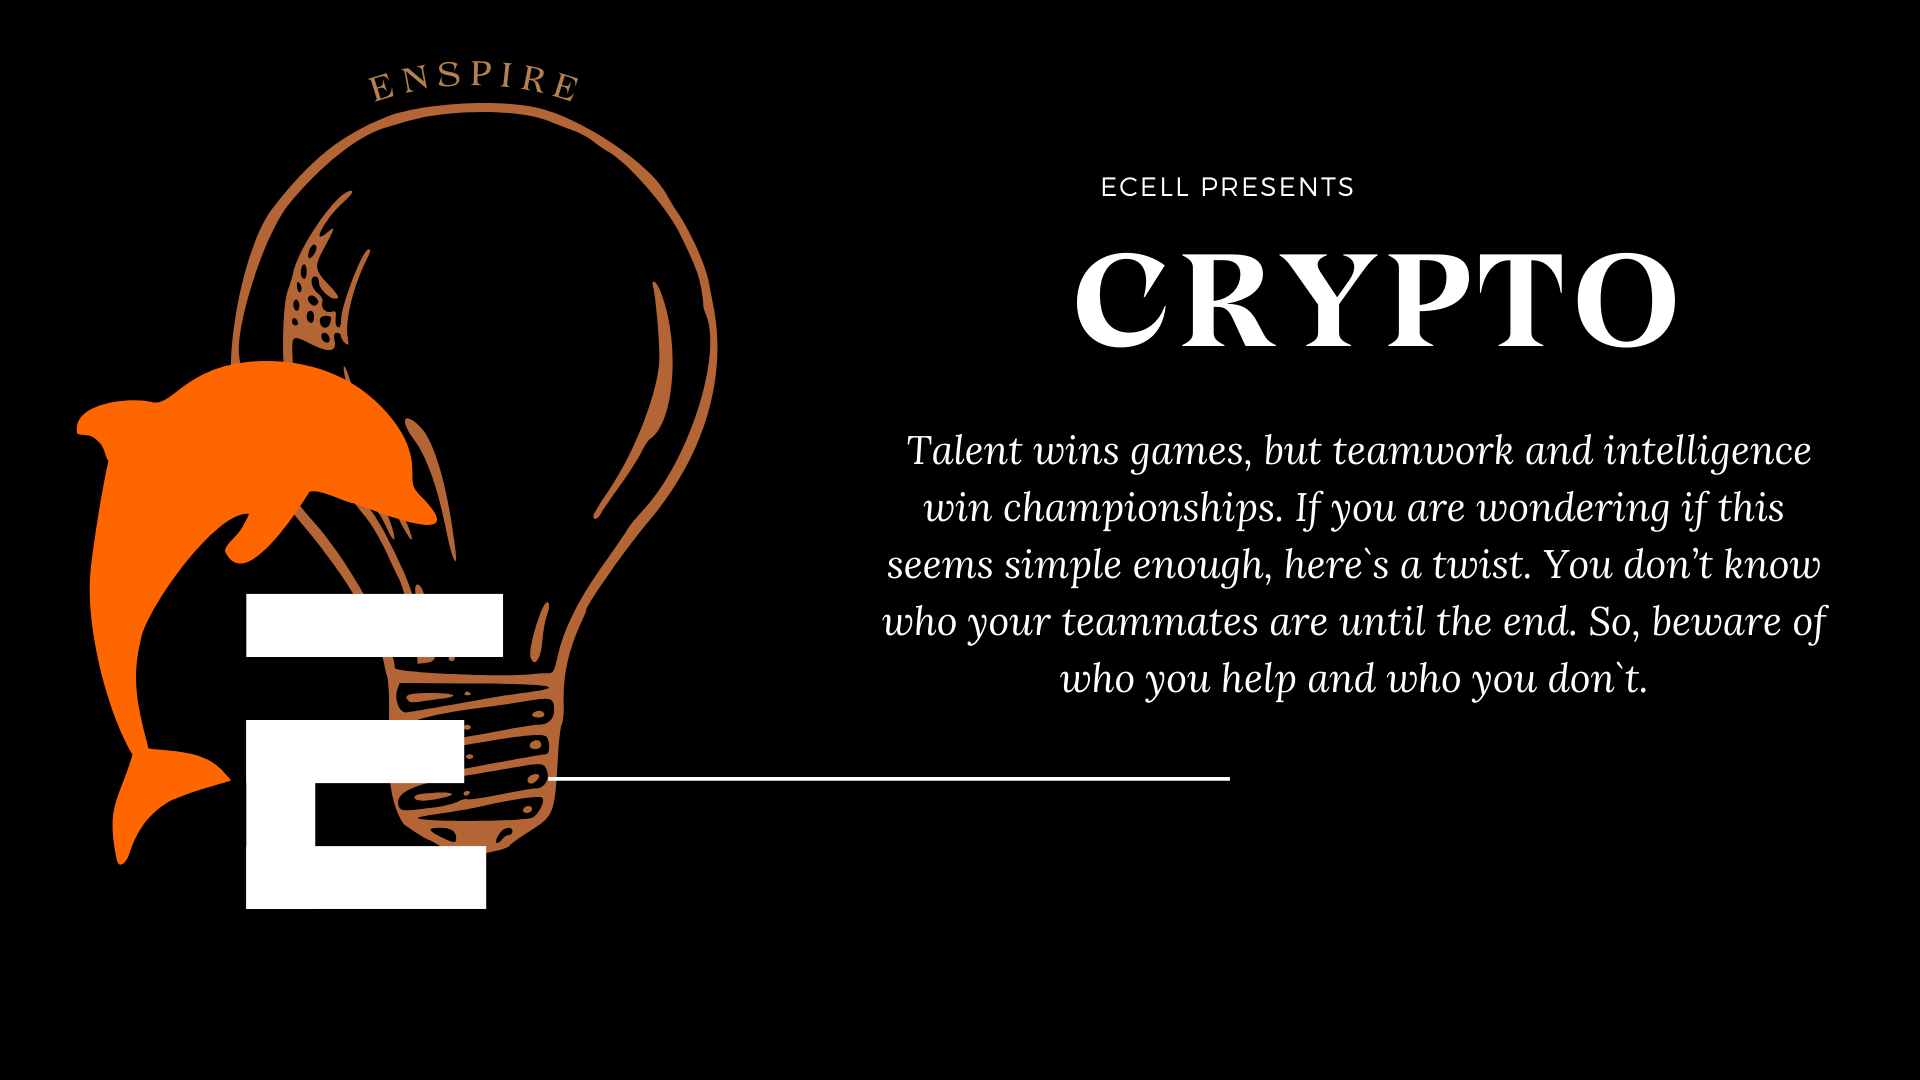 ENSPIRE
ECELL PRESENTS
CRYPTO
Talent wins games, but teamwork and intelligence
win championships. If you are wondering if this
seems simple enough, here`s a twist. You don’t know
who your teammates are until the end. So, beware of
who you help and who you don`t.
E